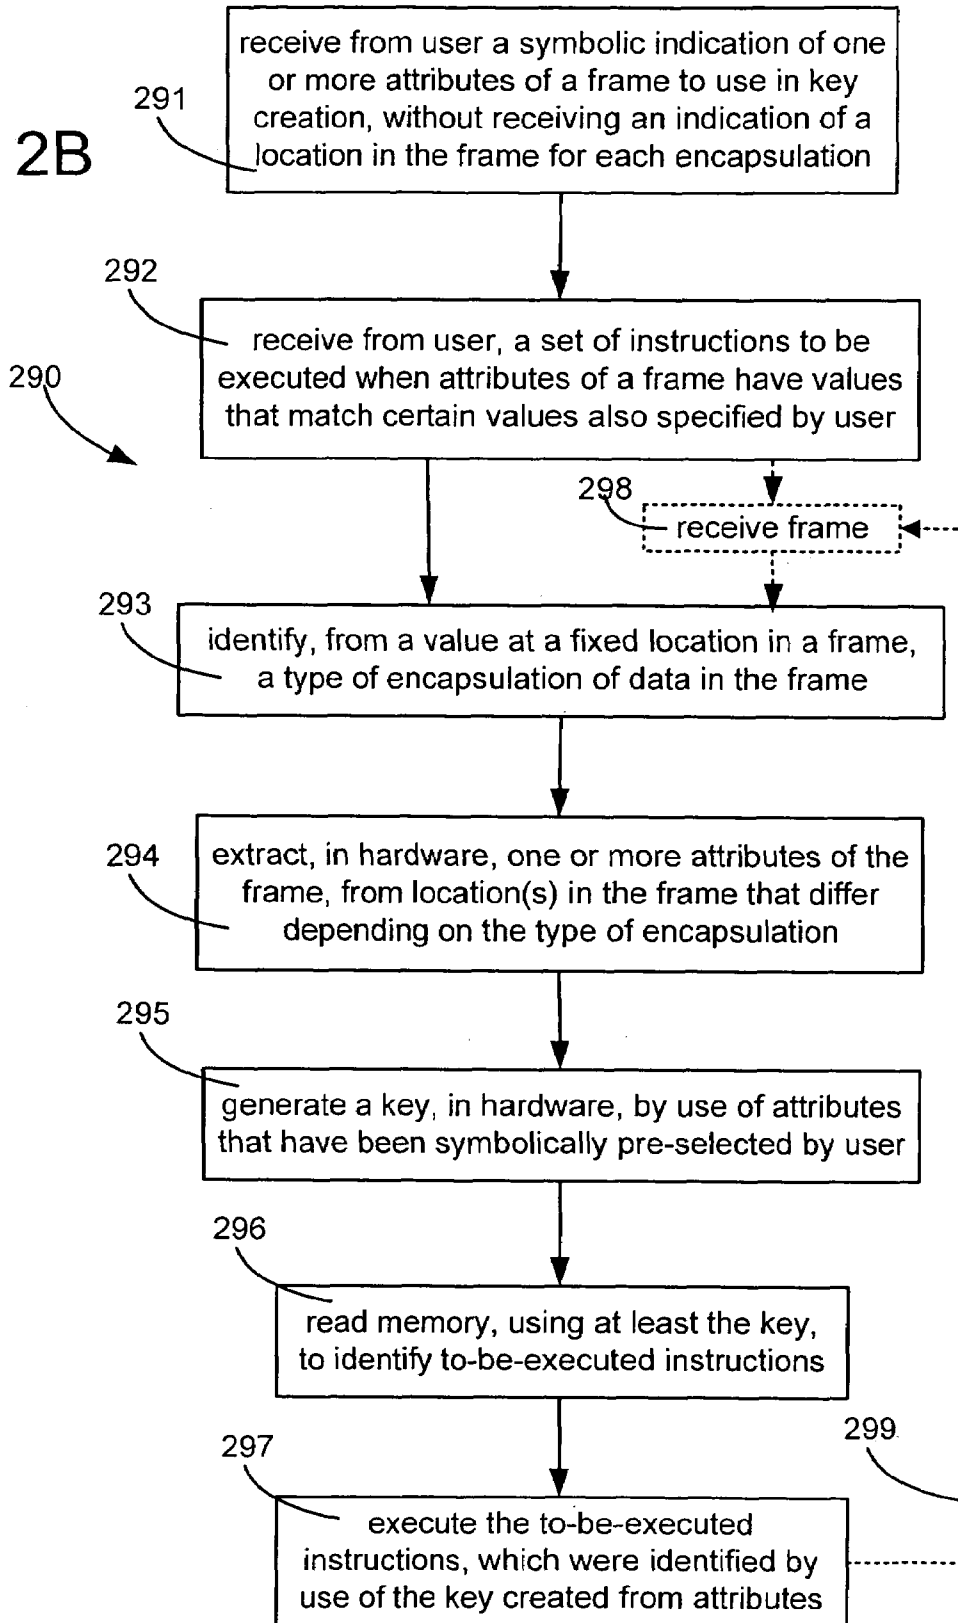 receive from user a symbolic indication of one
or more attributes of a frame to use in key
creation, without receiving an indication of a
location in the frame for each encapsulation
291
2B
292
receive from user, a set of instructions to be
executed when attributes of a frame have values
that match certain values also specified by user
290
298
receive frame
293
identify, from a value at a fixed location in a frame,
a type of encapsulation of data in the frame
294
extract, in hardware, one or more attributes of the
frame, from location(s) in the frame that differ
depending on the type of encapsulation
295
generate a key, in hardware, by use of attributes
that have been symbolically pre-selected by user
296
read memory, using at least the key,
to identify to-be-executed instructions
299
297
execute the to-be-executed
instructions, which were identified by
use of the key created from attributes